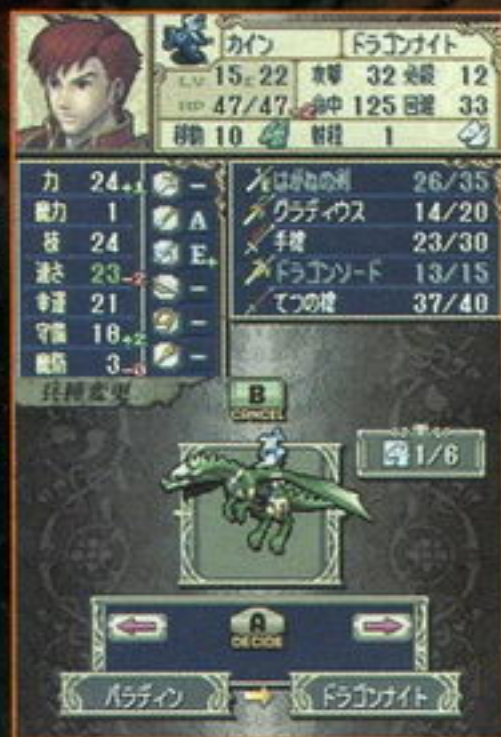 カイン ドラゴンナイト
LV 15 E 22 攻撃 32 必殺 12
HP 47/47 命中 125 回避 33
移動 10 射程 1
力 24+1 -
魔力 1 A
技 24 E
速さ 23-2 -
幸運 21 -
守備 18+2 -
魔防 3-3
はがねの剣 26/35
グラディウス 14/20
手槍 23/30
ドラゴンソード 13/15
てつの槍 37/40
兵種変更
B
CANCEL
1/6
A
DECIDE
パラディン ドラゴンナイト